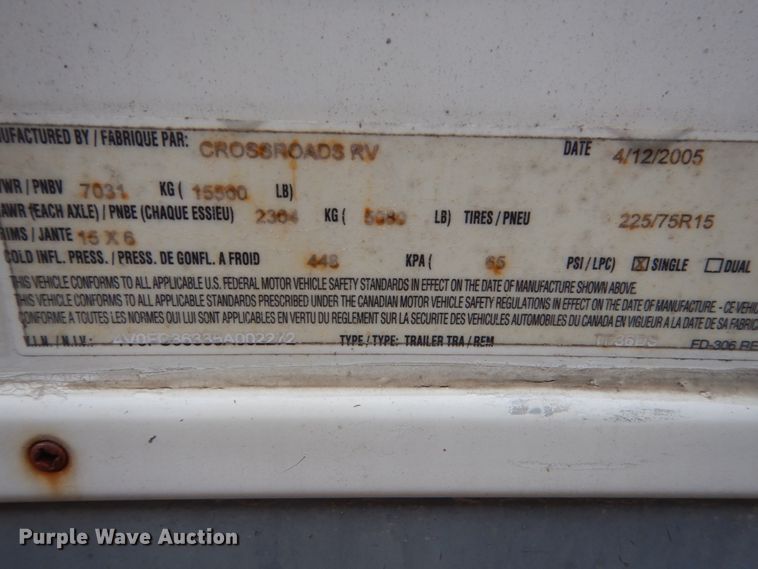 NUFACTURED BY / FABRIQUE PAR: CROSSROADS RV DATE 4/12/2005
VWR / PNBV 7031 KG ( 15500 LB)
AWR (EACH AXLE) / PNBE (CHAQUE ESSIEU) 2304 KG ( 5080 LB) TIRES / PNEU 225/75R15
RIMS / JANTE 15 X 6
COLD INFL. PRESS. / PRESS. DE GONFL. A FROID 448 KPA ( 65 PSI / LPC) SINGLE DUAL
THIS VEHICLE CONFORMS TO ALL APPLICABLE U.S. FEDERAL MOTOR VEHICLE SAFETY STANDARDS IN EFFECT ON THE DATE OF MANUFACTURE SHOWN ABOVE.
THIS VEHICLE CONFORMS TO ALL APPLICABLE STANDARDS PRESCRIBED UNDER THE CANADIAN MOTOR VEHICLE SAFETY REGULATIONS IN EFFECT ON THE DATE OF MANUFACTURE - CE VEHIC
CONFORME A TOUTES LES NORMES QUI LUI SONT APPLICABLES EN VERTU DU REGLEMENT SUR LA SECURITE DES VEHICULES AUTOMOBILES DU CANADA EN VIGUEUR A LA DATE DE SA FABRIC
V.I.N. / N.I.V.: TYPE / TYPE: TRAILER TRA / REM FD-306 RE
Purple Wave Auction